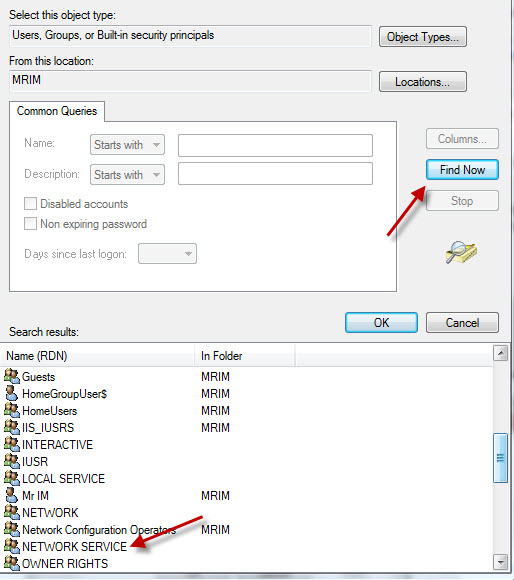 Select this object type:
Users, Groups, or Built-in security principals
Object Types...
From this location:
MRIM
Locations...
Common Queries
Name:
Starts with
Description:
Starts with
Disabled accounts
Non expiring password
Days since last logon:
Columns...
Find Now
Stop
OK
Cancel
Search results:
Name (RDN) In Folder
Guests MRIM
HomeGroupUser$ MRIM
HomeUsers MRIM
IIS_IUSRS MRIM
INTERACTIVE
IUSR
LOCAL SERVICE
Mr IM MRIM
NETWORK
Network Configuration Operators MRIM
NETWORK SERVICE
OWNER RIGHTS